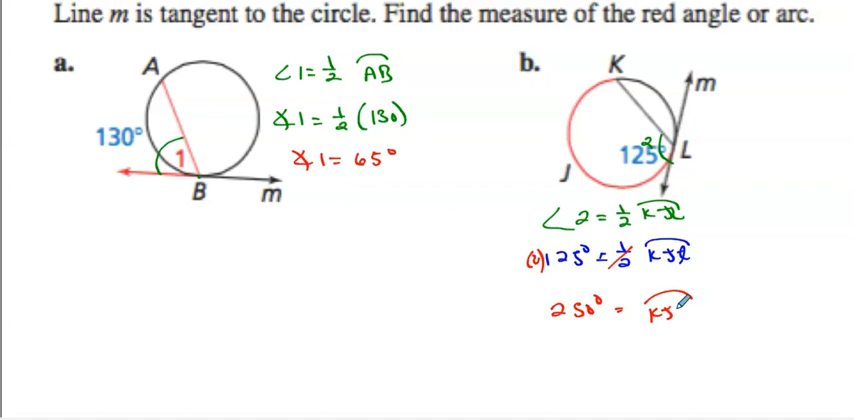 Line m is tangent to the circle. Find the measure of the red angle or arc.
a.
A
130°
1
B
m
∠1 = 1/2 AB
∡1 = 1/2 (130)
∡1 = 65°
b.
K
m
2
125°
L
J
∠2 = 1/2 KJL
(2)125° = 1/2 KJL
250° = KJ